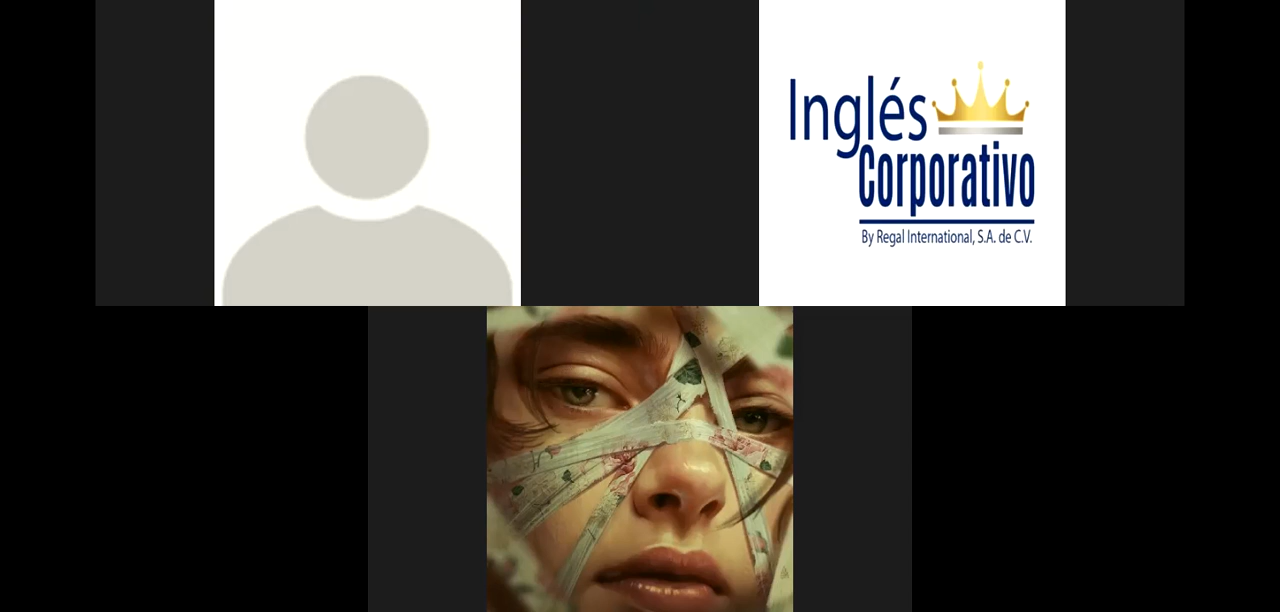 Inglés
Corporativo
By Regal International, S.A. de C.V.